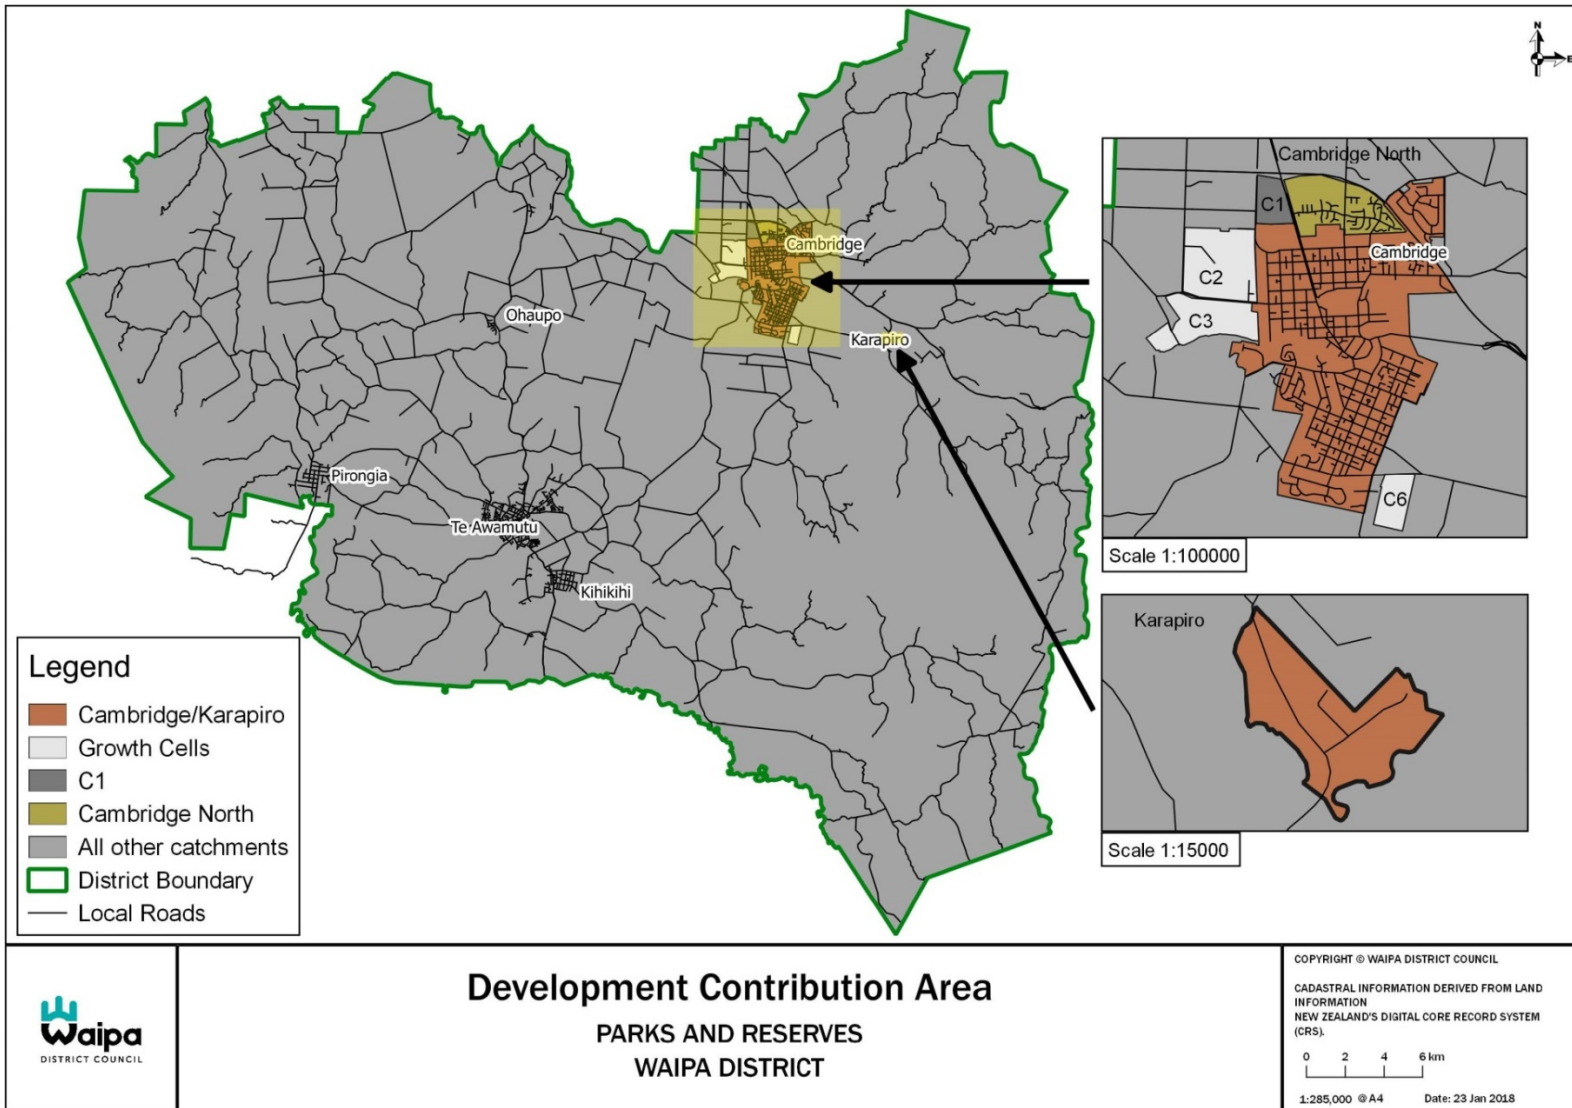 N
E
Cambridge North
C1
Cambridge
C2
C3
C6
Scale 1:100000
Cambridge
Ohaupo
Karapiro
Pirongia
Te Awamutu
Kihikihi
Karapiro
Scale 1:15000
Legend
Cambridge/Karapiro
Growth Cells
C1
Cambridge North
All other catchments
District Boundary
Local Roads
Waipa
DISTRICT COUNCIL
Development Contribution Area
PARKS AND RESERVES
WAIPA DISTRICT
COPYRIGHT © WAIPA DISTRICT COUNCIL
CADASTRAL INFORMATION DERIVED FROM LAND
INFORMATION
NEW ZEALAND'S DIGITAL CORE RECORD SYSTEM
(CRS).
0 2 4 6 km
1:285,000 @ A4 Date: 23 Jan 2018